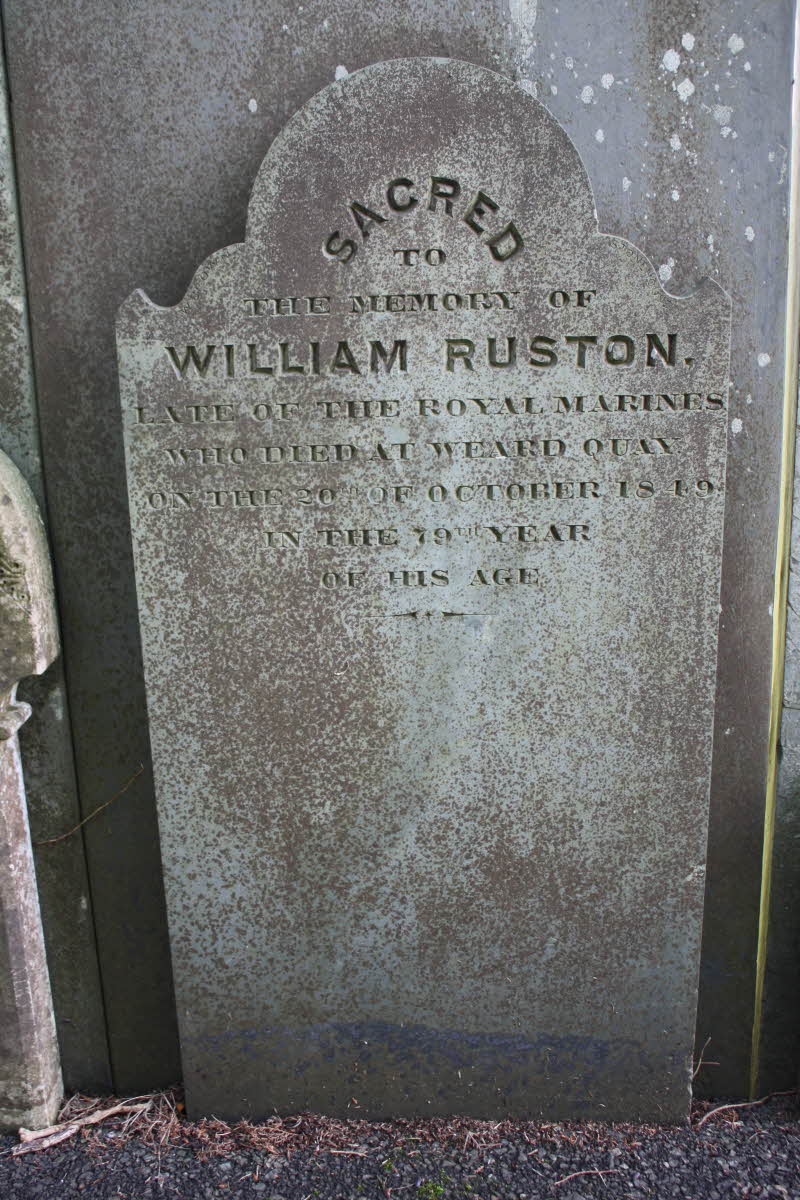 SACRED
TO
THE MEMORY OF
WILLIAM RUSTON,
LATE OF THE ROYAL MARINES
WHO DIED AT WEARD QUAY
ON THE 20TH OF OCTOBER 1849
IN THE 79TH YEAR
OF HIS AGE